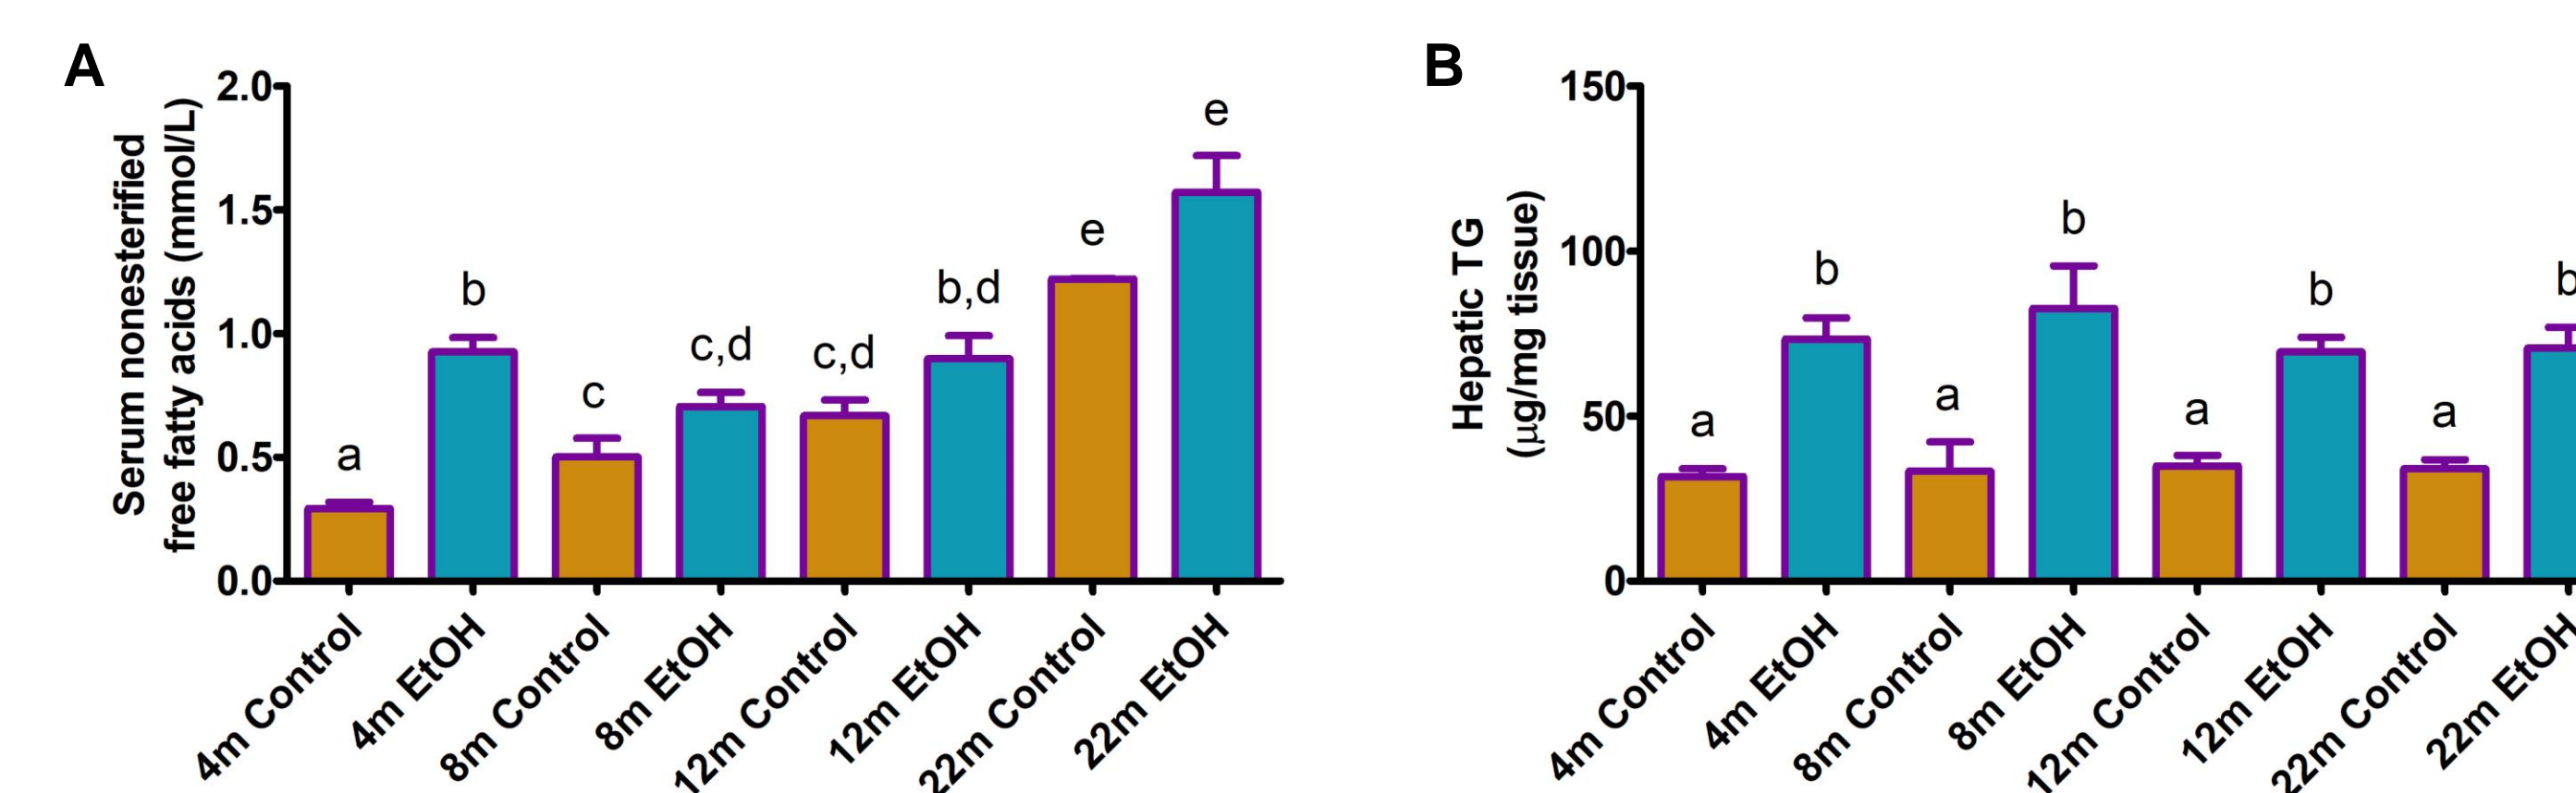 A
Serum nonesterified
free fatty acids (mmol/L)
2.0
1.5
1.0
0.5
0.0
a
b
c
c,d
c,d
b,d
e
e
4m Control
4m EtOH
8m Control
8m EtOH
12m Control
12m EtOH
22m Control
22m EtOH
B
Hepatic TG
(μg/mg tissue)
150
100
50
0
a
b
a
b
a
b
a
b
4m Control
4m EtOH
8m Control
8m EtOH
12m Control
12m EtOH
22m Control
22m EtOH